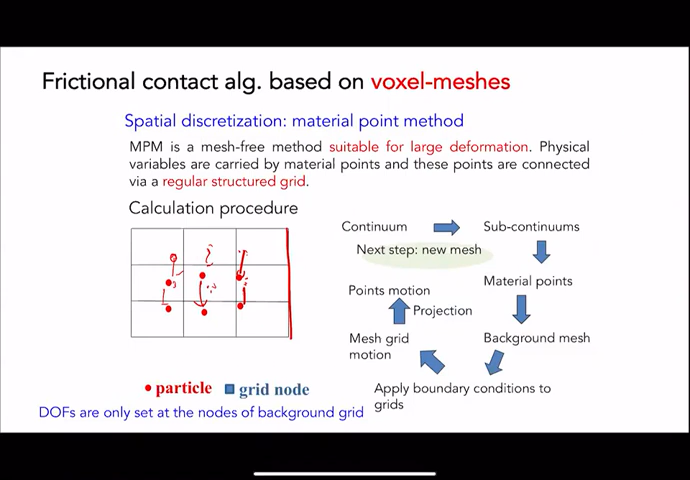 Frictional contact alg. based on voxel-meshes
Spatial discretization: material point method
MPM is a mesh-free method suitable for large deformation. Physical
variables are carried by material points and these points are connected
via a regular structured grid.
Calculation procedure
Continuum
Sub-continuums
Next step: new mesh
Material points
Points motion
Projection
Mesh grid
motion
Background mesh
Apply boundary conditions to
grids
particle
grid node
DOFs are only set at the nodes of background grid